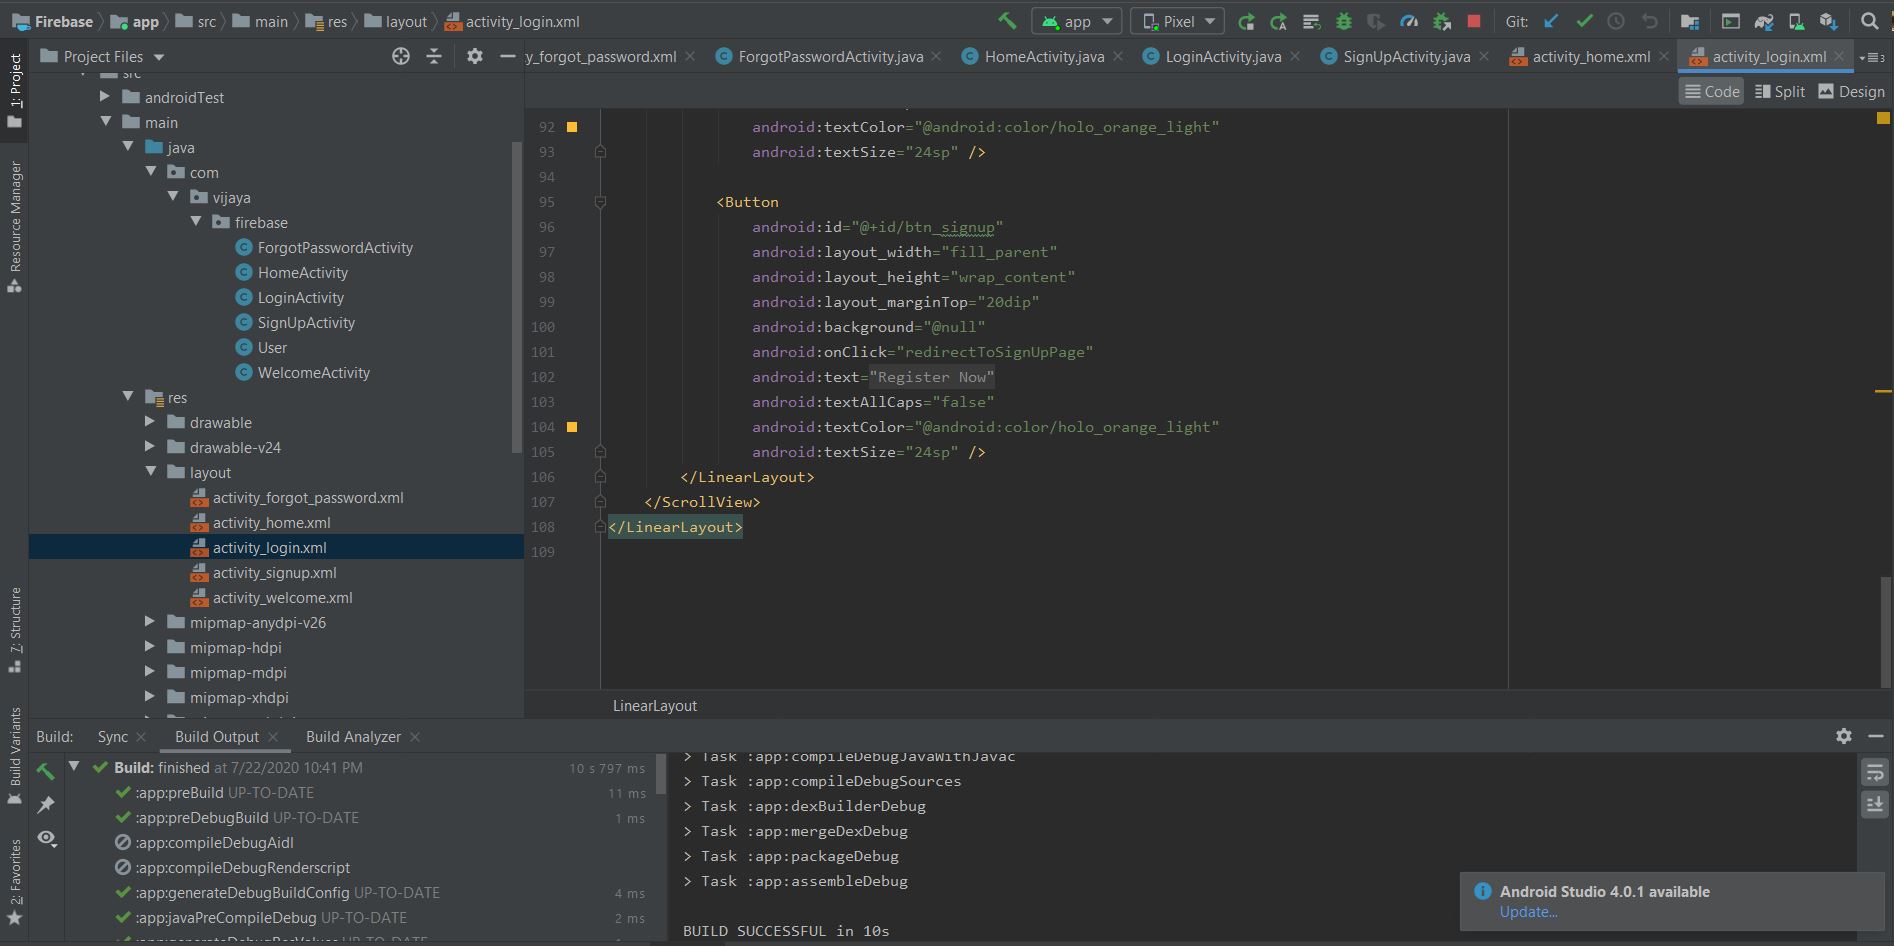 Firebase app src main res layout activity_login.xml app Pixel Git:
1: Project
Resource Manager
7: Structure
Build Variants
2: Favorites
Project Files
src
androidTest
main
java
com
vijaya
firebase
ForgotPasswordActivity
HomeActivity
LoginActivity
SignUpActivity
User
WelcomeActivity
res
drawable
drawable-v24
layout
activity_forgot_password.xml
activity_home.xml
activity_login.xml
activity_signup.xml
activity_welcome.xml
mipmap-anydpi-v26
mipmap-hdpi
mipmap-mdpi
mipmap-xhdpi
y_forgot_password.xml ForgotPasswordActivity.java HomeActivity.java LoginActivity.java SignUpActivity.java activity_home.xml activity_login.xml 3
Code Split Design
92 android:textColor="@android:color/holo_orange_light"
93 android:textSize="24sp" />
94
95 <Button
96 android:id="@+id/btn_signup"
97 android:layout_width="fill_parent"
98 android:layout_height="wrap_content"
99 android:layout_marginTop="20dip"
100 android:background="@null"
101 android:onClick="redirectToSignUpPage"
102 android:text="Register Now"
103 android:textAllCaps="false"
104 android:textColor="@android:color/holo_orange_light"
105 android:textSize="24sp" />
106 </LinearLayout>
107 </ScrollView>
108 </LinearLayout>
109
LinearLayout
Build: Sync Build Output Build Analyzer
Build: finished at 7/22/2020 10:41 PM 10 s 797 ms
:app:preBuild UP-TO-DATE 11 ms
:app:preDebugBuild UP-TO-DATE 1 ms
:app:compileDebugAidl
:app:compileDebugRenderscript
:app:generateDebugBuildConfig UP-TO-DATE 4 ms
:app:javaPreCompileDebug UP-TO-DATE 2 ms
:app:generateDebugResValues UP-TO-DATE
> Task :app:compileDebugJavaWithJavac
> Task :app:compileDebugSources
> Task :app:dexBuilderDebug
> Task :app:mergeDexDebug
> Task :app:packageDebug
> Task :app:assembleDebug
BUILD SUCCESSFUL in 10s
Android Studio 4.0.1 available
Update...